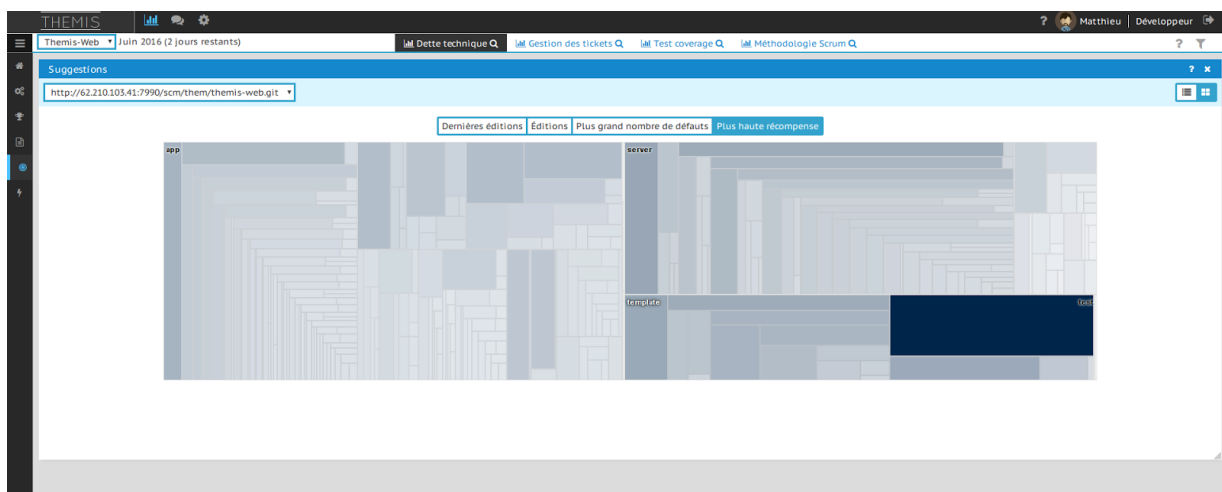 THEMIS ? Matthieu | Développeur
Themis-Web Juin 2016 (2 jours restants) Dette technique Gestion des tickets Test coverage Méthodologie Scrum ?
Suggestions ? x
http://62.210.103.41:7990/scm/them/themis-web.git
Dernières éditions Éditions Plus grand nombre de défauts Plus haute récompense
app server
template test